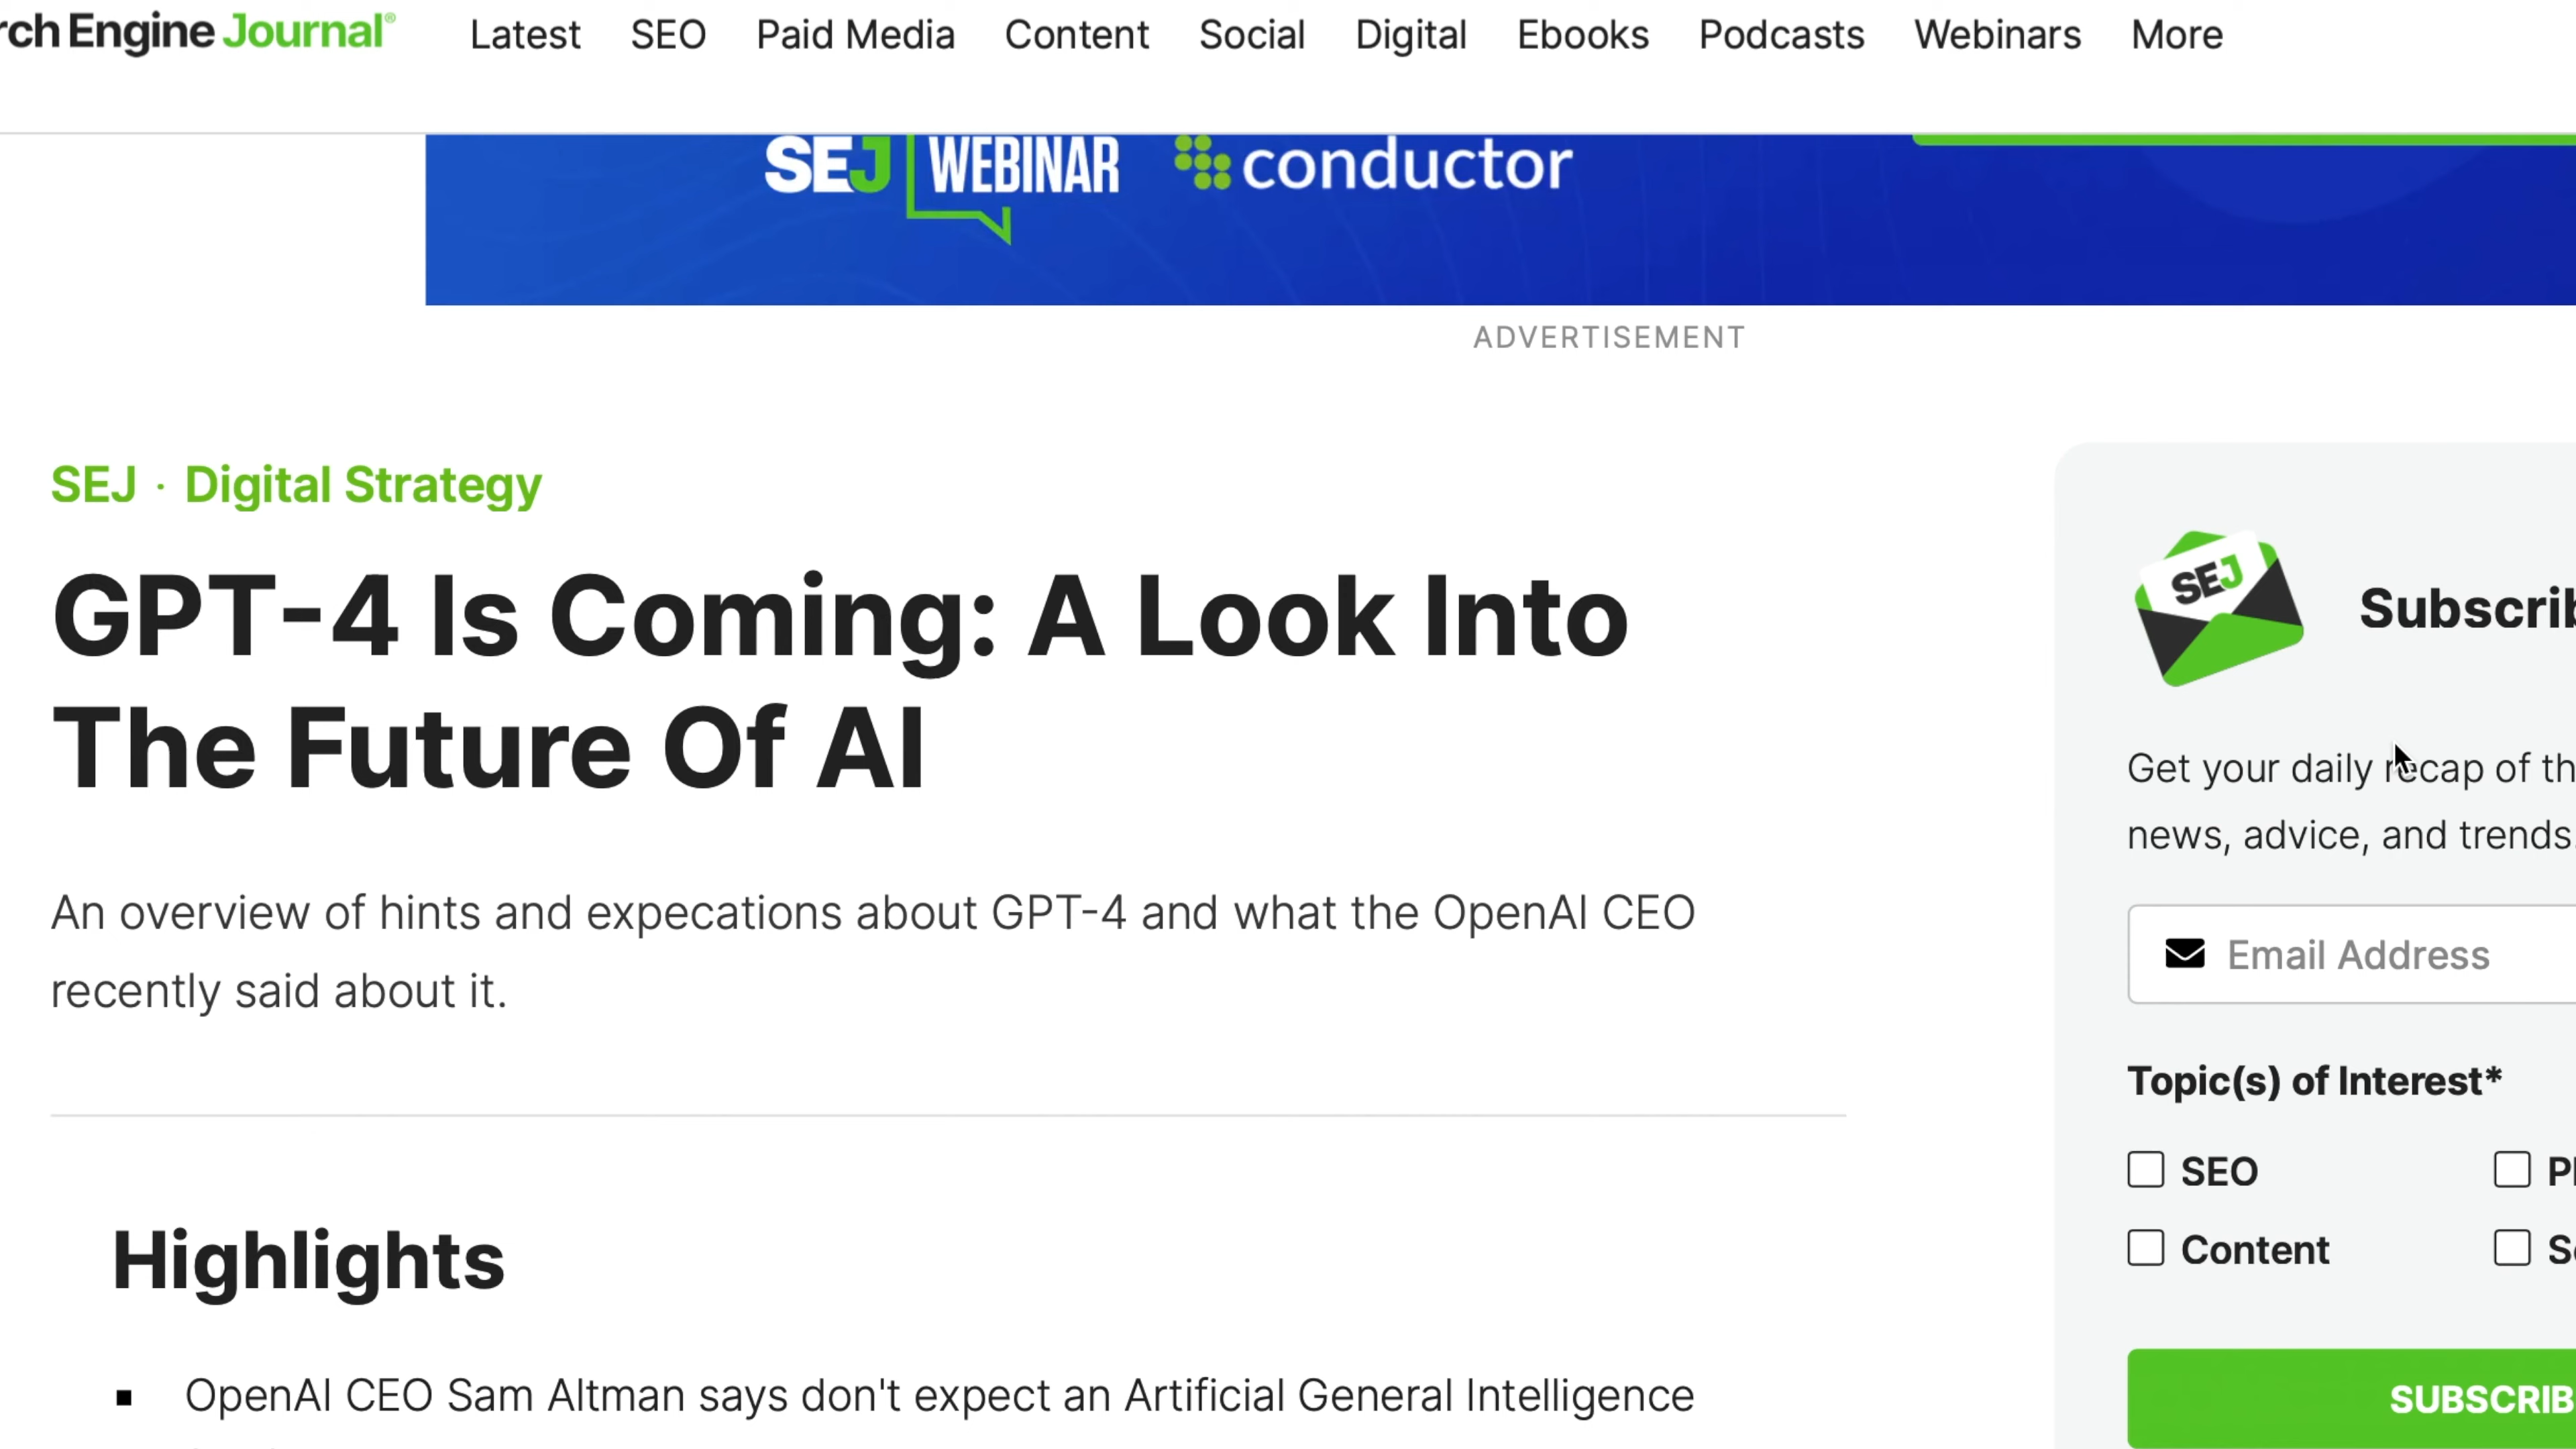 rch Engine Journal®
Latest SEO Paid Media Content Social Digital Ebooks Podcasts Webinars More
SEJ WEBINAR conductor
ADVERTISEMENT
SEJ · Digital Strategy
GPT-4 Is Coming: A Look Into
The Future Of AI
An overview of hints and expecations about GPT-4 and what the OpenAI CEO
recently said about it.
Highlights
OpenAI CEO Sam Altman says don't expect an Artificial General Intelligence
SEJ
Subscrib
Get your daily recap of th
news, advice, and trends.
Email Address
Topic(s) of Interest*
SEO
Content
SUBSCRIB